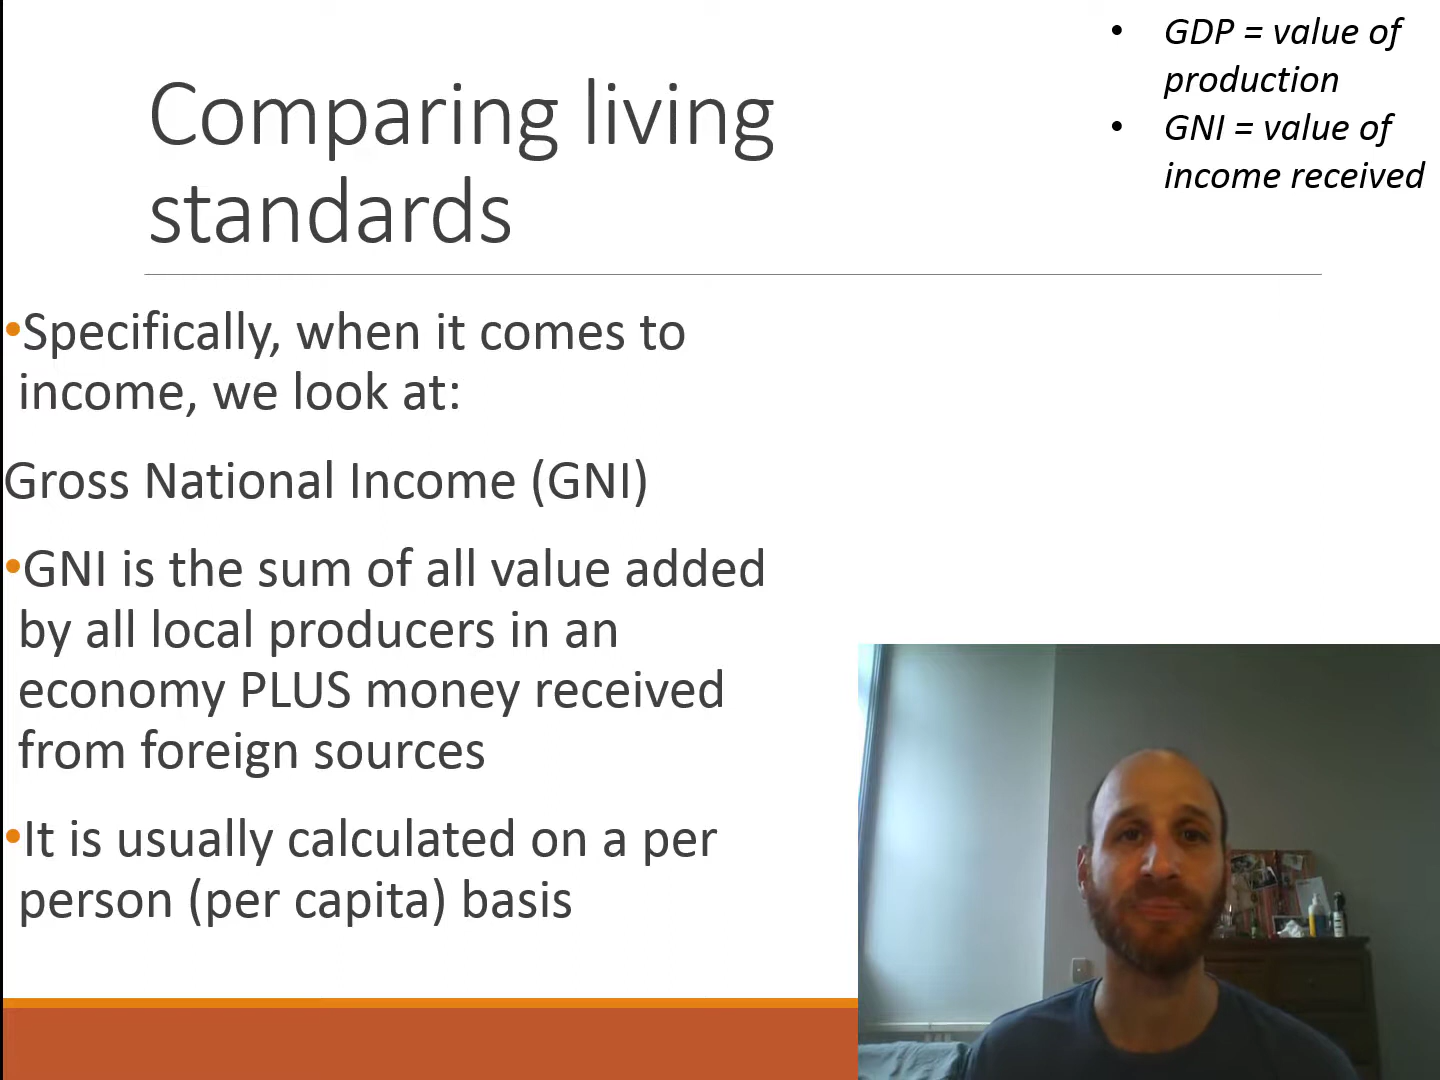 Comparing living
standards
• GDP = value of
production
• GNI = value of
income received
•Specifically, when it comes to
income, we look at:
Gross National Income (GNI)
•GNI is the sum of all value added
by all local producers in an
economy PLUS money received
from foreign sources
•It is usually calculated on a per
person (per capita) basis